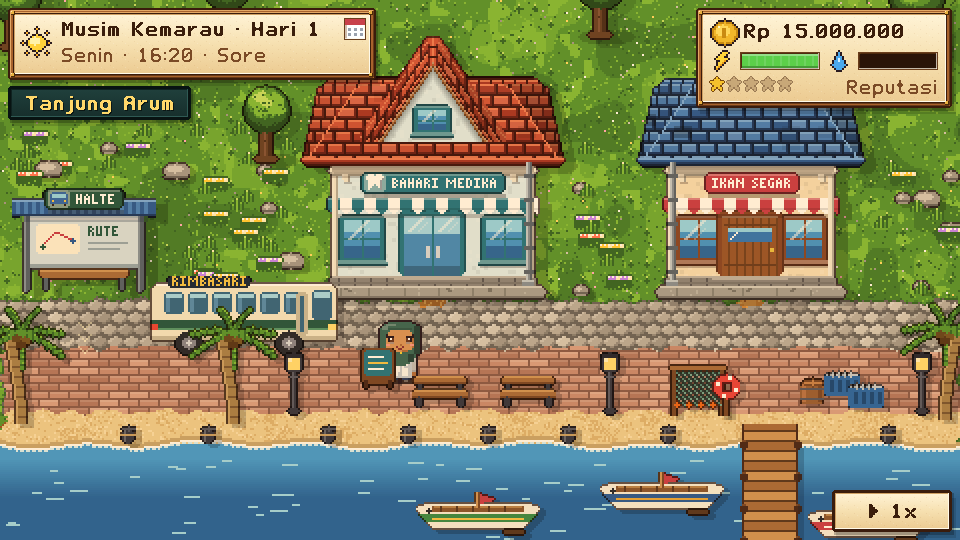 Musim Kemarau · Hari 1
Senin · 16:20 · Sore
Rp 15.000.000
Reputasi
Tanjung Arum
BAHARI MEDIKA
IKAN SEGAR
HALTE
RUTE
RIMBASARI
1x